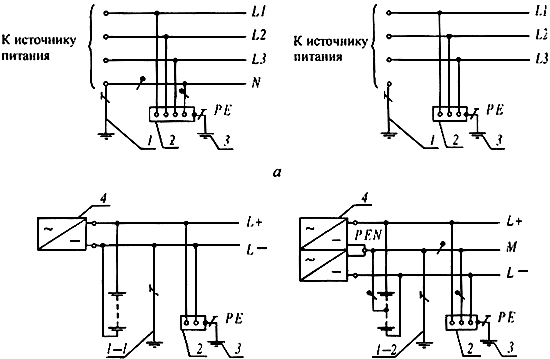 К источнику
питания
L1
L2
L3
N
PE
1
2
3
К источнику
питания
L1
L2
L3
PE
1
2
3
а
4
~
−
L+
L−
PE
1-1
2
3
4
~
−
~
−
PEN
L+
M
L−
PE
1-2
2
3